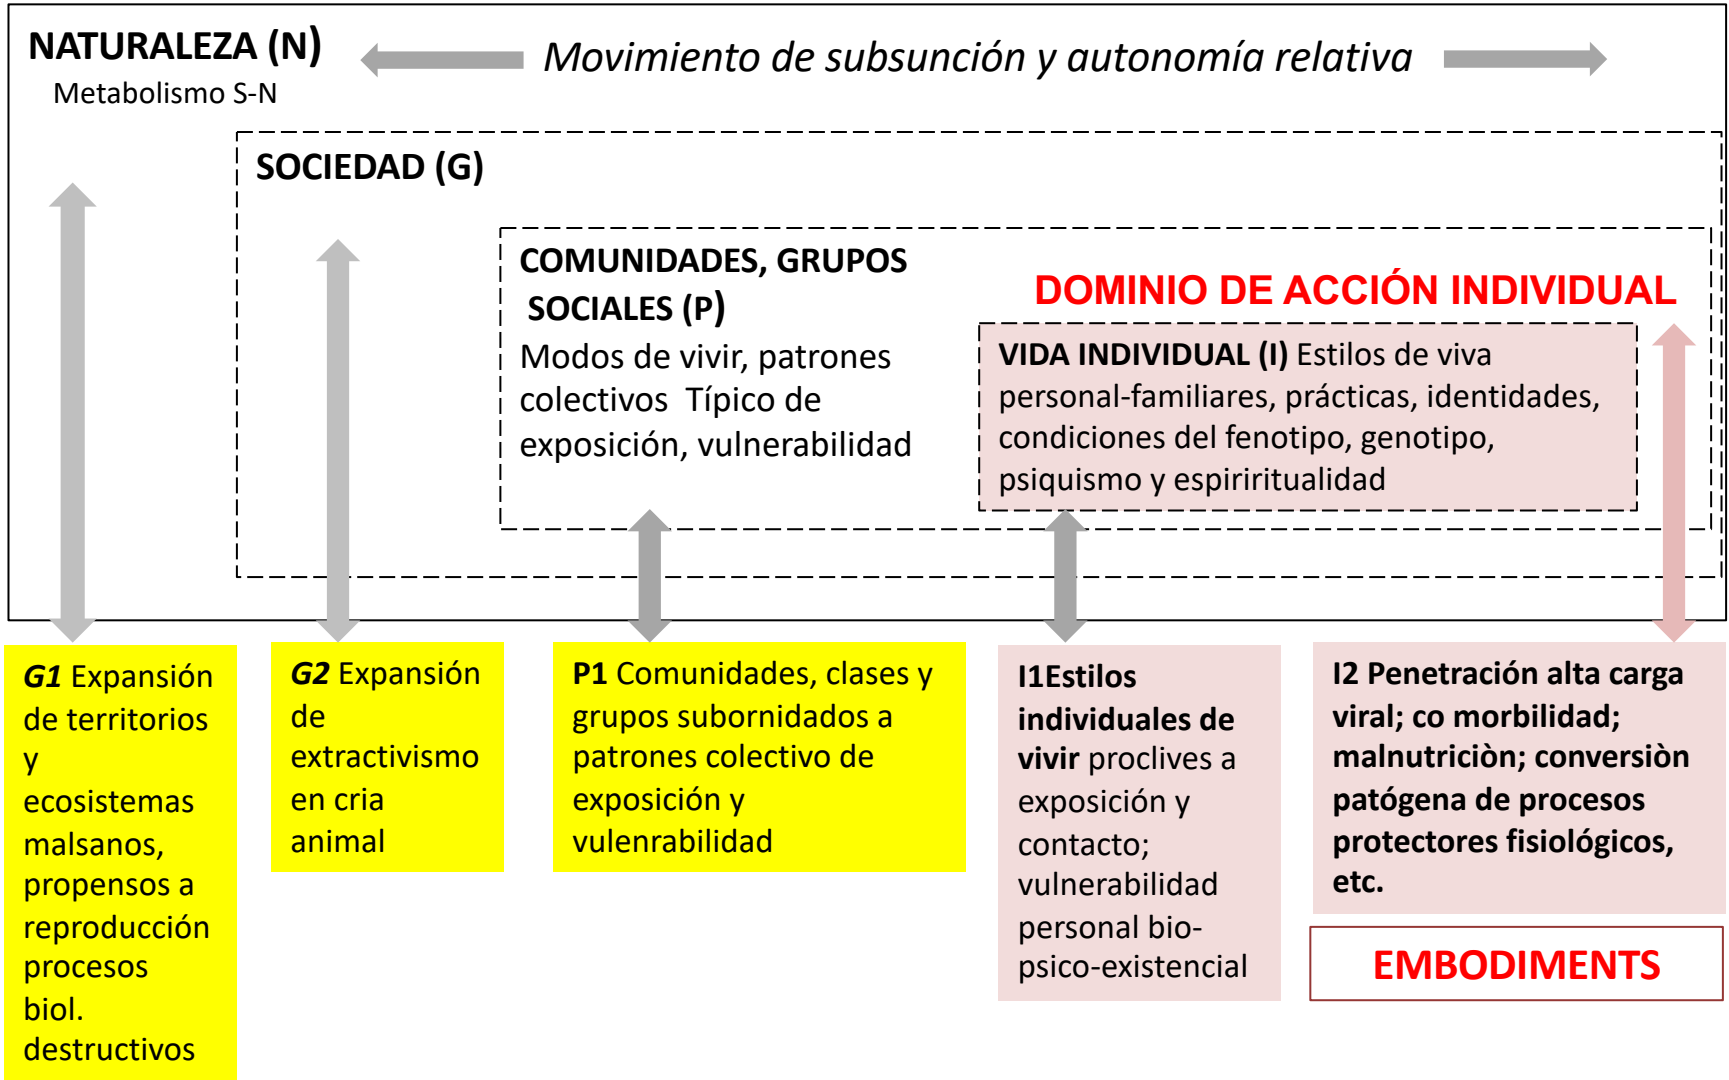 NATURALEZA (N)
Metabolismo S-N
Movimiento de subsunción y autonomía relativa
SOCIEDAD (G)
COMUNIDADES, GRUPOS
SOCIALES (P)
Modos de vivir, patrones
colectivos  Típico de
exposición, vulnerabilidad
DOMINIO DE ACCIÓN INDIVIDUAL
VIDA INDIVIDUAL (I) Estilos de viva
personal-familiares, prácticas, identidades,
condiciones del fenotipo, genotipo,
psiquismo y espiriritualidad
G1 Expansión
de territorios
y
ecosistemas
malsanos,
propensos a
reproducción
procesos
biol.
destructivos
G2 Expansión
de
extractivismo
en cria
animal
P1 Comunidades, clases y
grupos subornidados a
patrones colectivo de
exposición y
vulenrabilidad
I1Estilos
individuales de
vivir proclives a
exposición y
contacto;
vulnerabilidad
personal bio-
psico-existencial
I2 Penetración alta carga
viral; co morbilidad;
malnutriciòn; conversiòn
patógena de procesos
protectores fisiológicos,
etc.
EMBODIMENTS